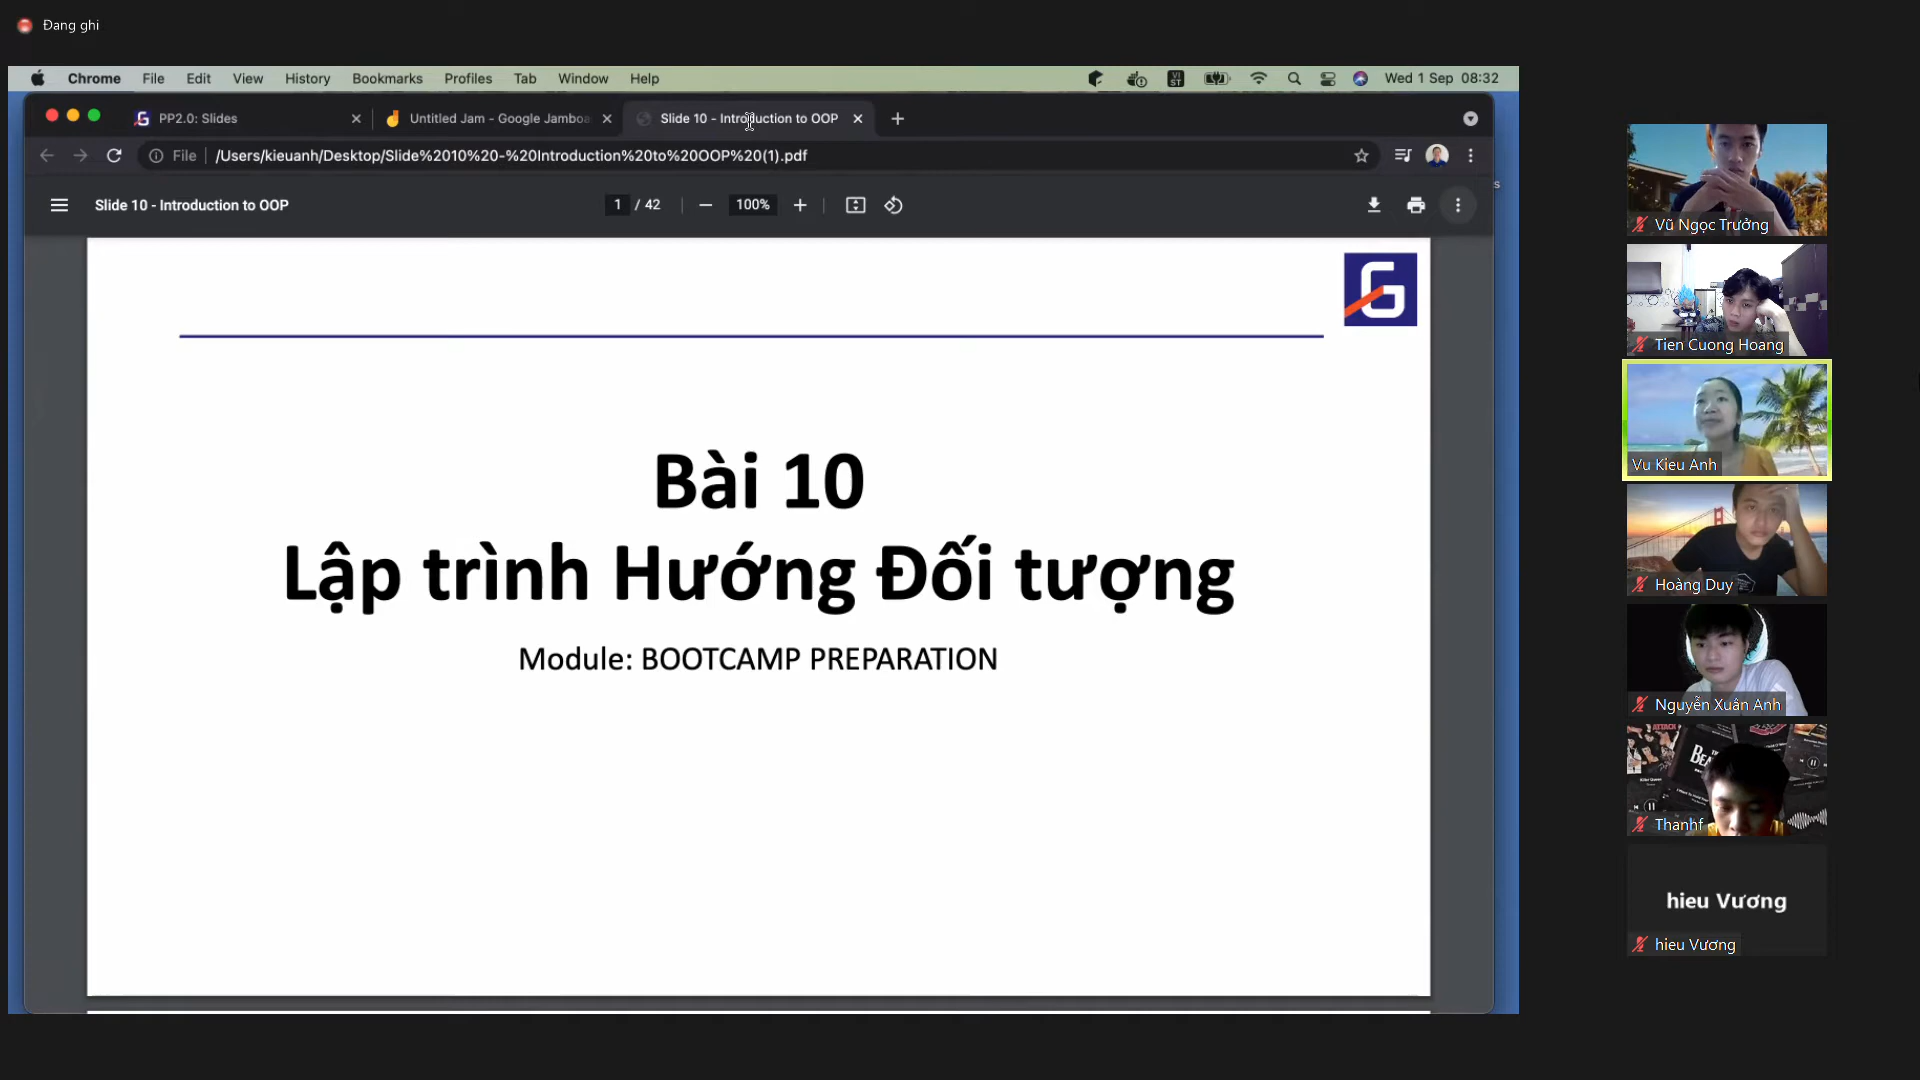 Đang ghi
Chrome File Edit View History Bookmarks Profiles Tab Window Help Wed 1 Sep 08:32
PP2.0: Slides Untitled Jam - Google Jamboa Slide 10 - Introduction to OOP
File /Users/kieuanh/Desktop/Slide%2010%20-%20Introduction%20to%20OOP%20(1).pdf
Slide 10 - Introduction to OOP 1 / 42 100%
Bài 10
Lập trình Hướng Đối tượng
Module: BOOTCAMP PREPARATION
Vũ Ngọc Trưởng
Tien Cuong Hoang
Vu Kieu Anh
Hoàng Duy
Nguyễn Xuân Anh
Thanhf
hieu Vương
hieu Vương